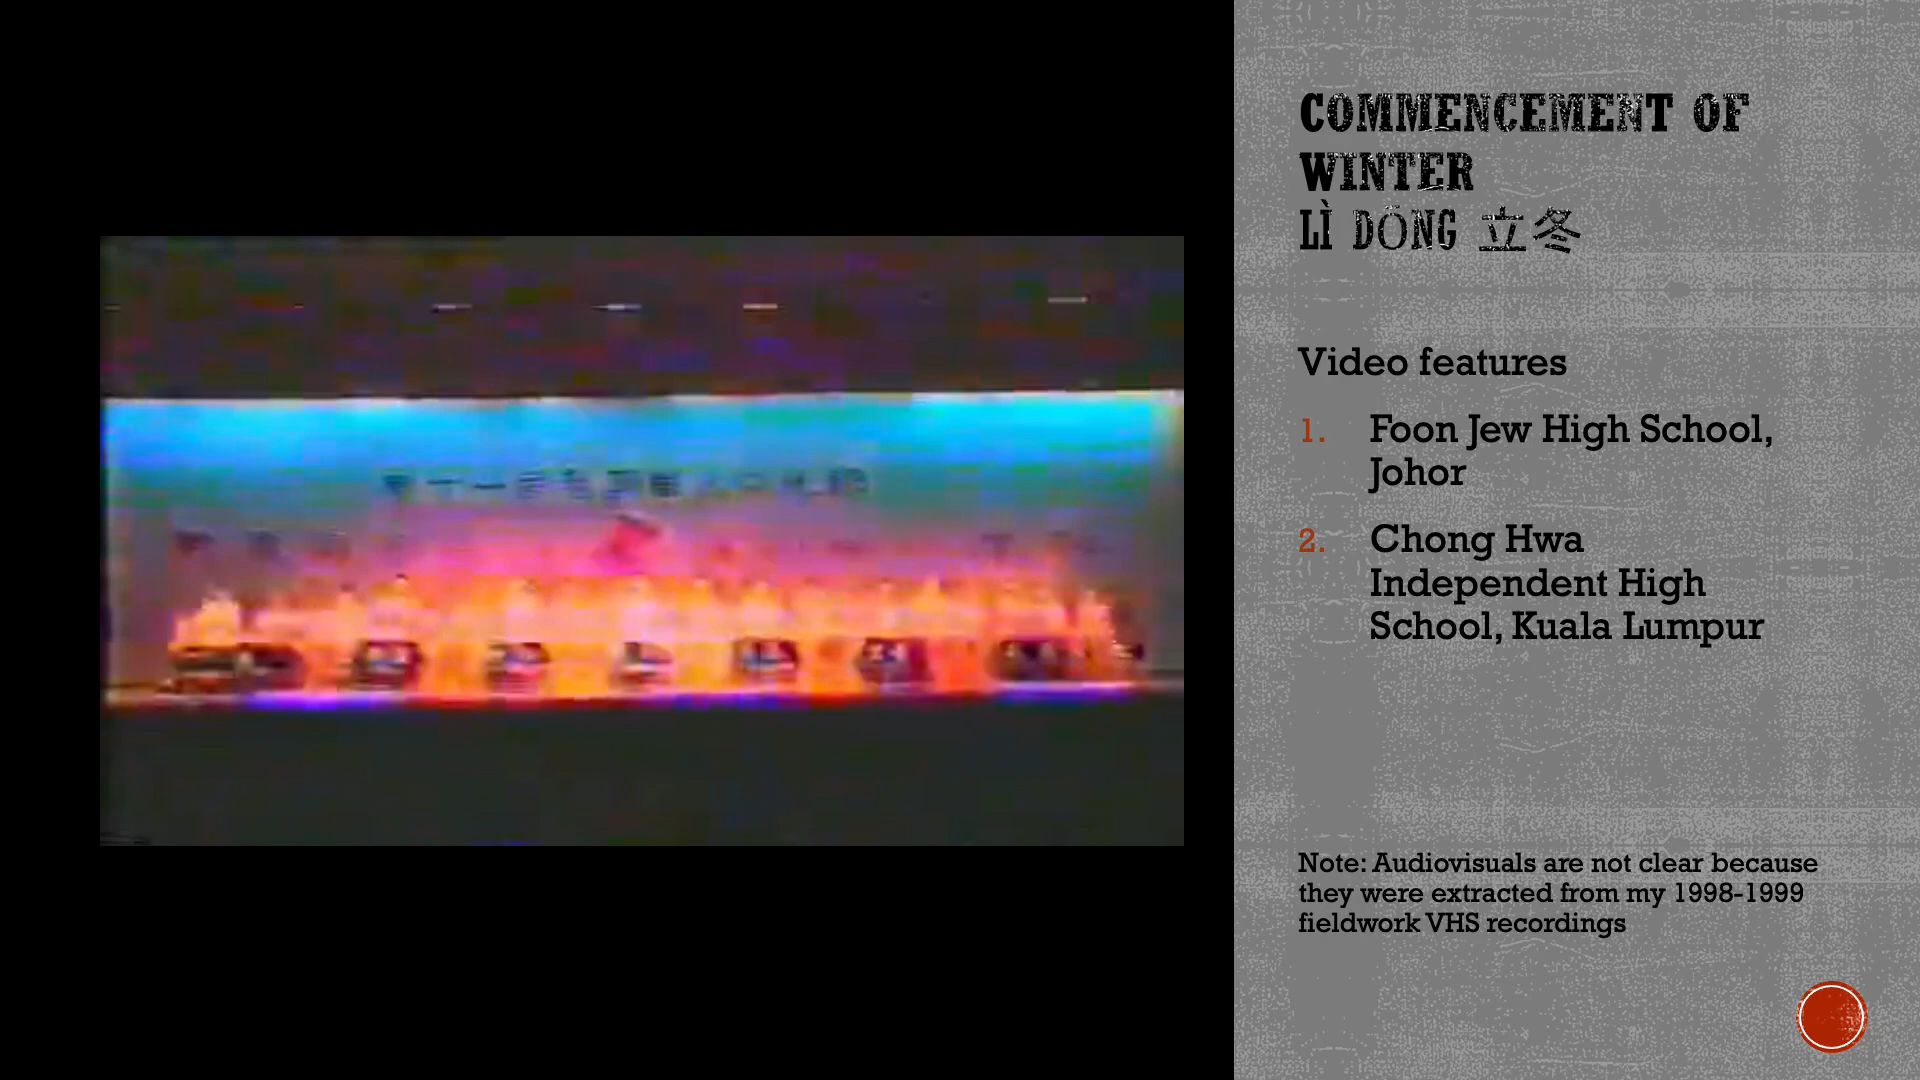 COMMENCEMENT OF
WINTER
LÌ DŌNG 立冬
Video features
1. Foon Jew High School,
Johor
2. Chong Hwa
Independent High
School, Kuala Lumpur
Note: Audiovisuals are not clear because
they were extracted from my 1998-1999
fieldwork VHS recordings